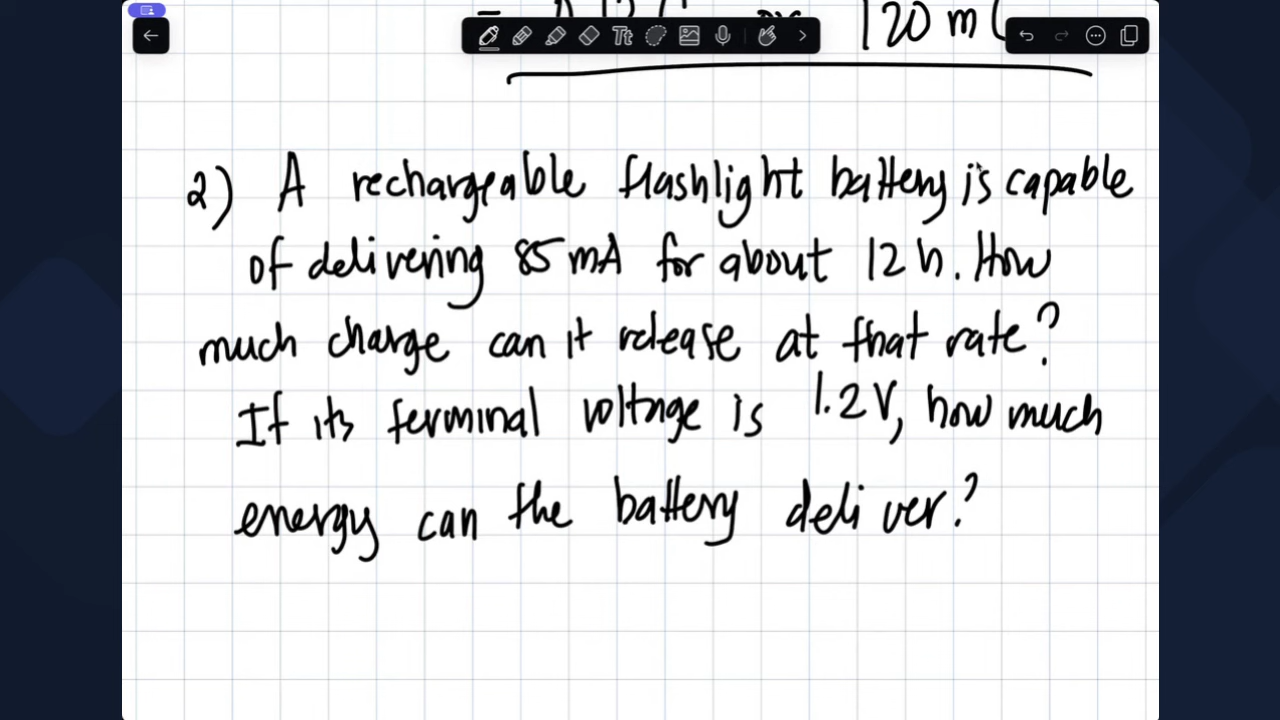 120 m
2) A rechargeable flashlight battery is capable
of delivering 85 mA for about 12 h. How
much charge can it release at that rate?
If its terminal voltage is 1.2 V, how much
energy can the battery deliver?